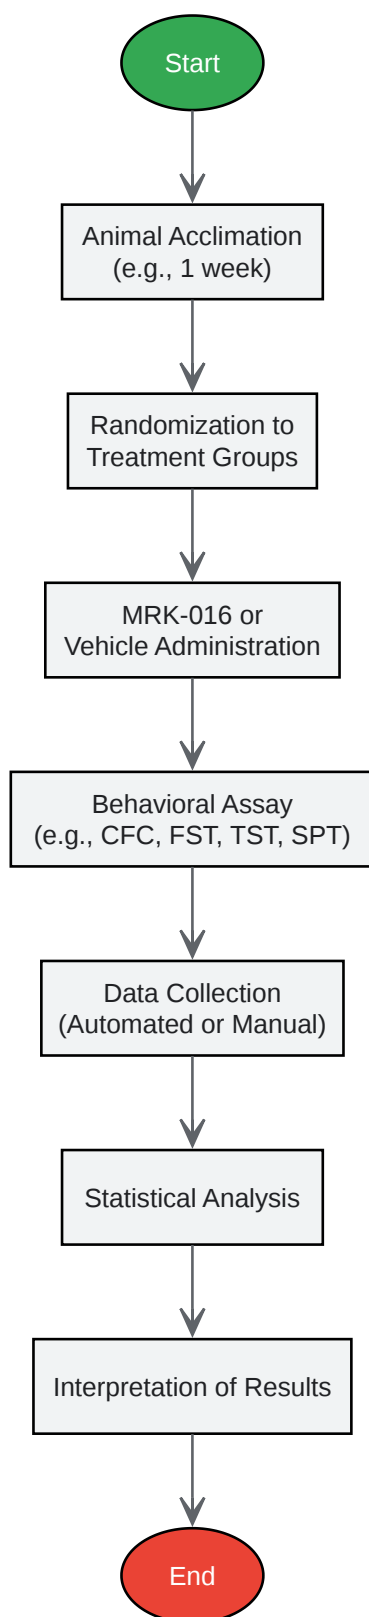 Start
Animal Acclimation
(e.g., 1 week)
Randomization to
Treatment Groups
MRK-016 or
Vehicle Administration
Behavioral Assay
(e.g., CFC, FST, TST, SPT)
Data Collection
(Automated or Manual)
Statistical Analysis
Interpretation of Results
End